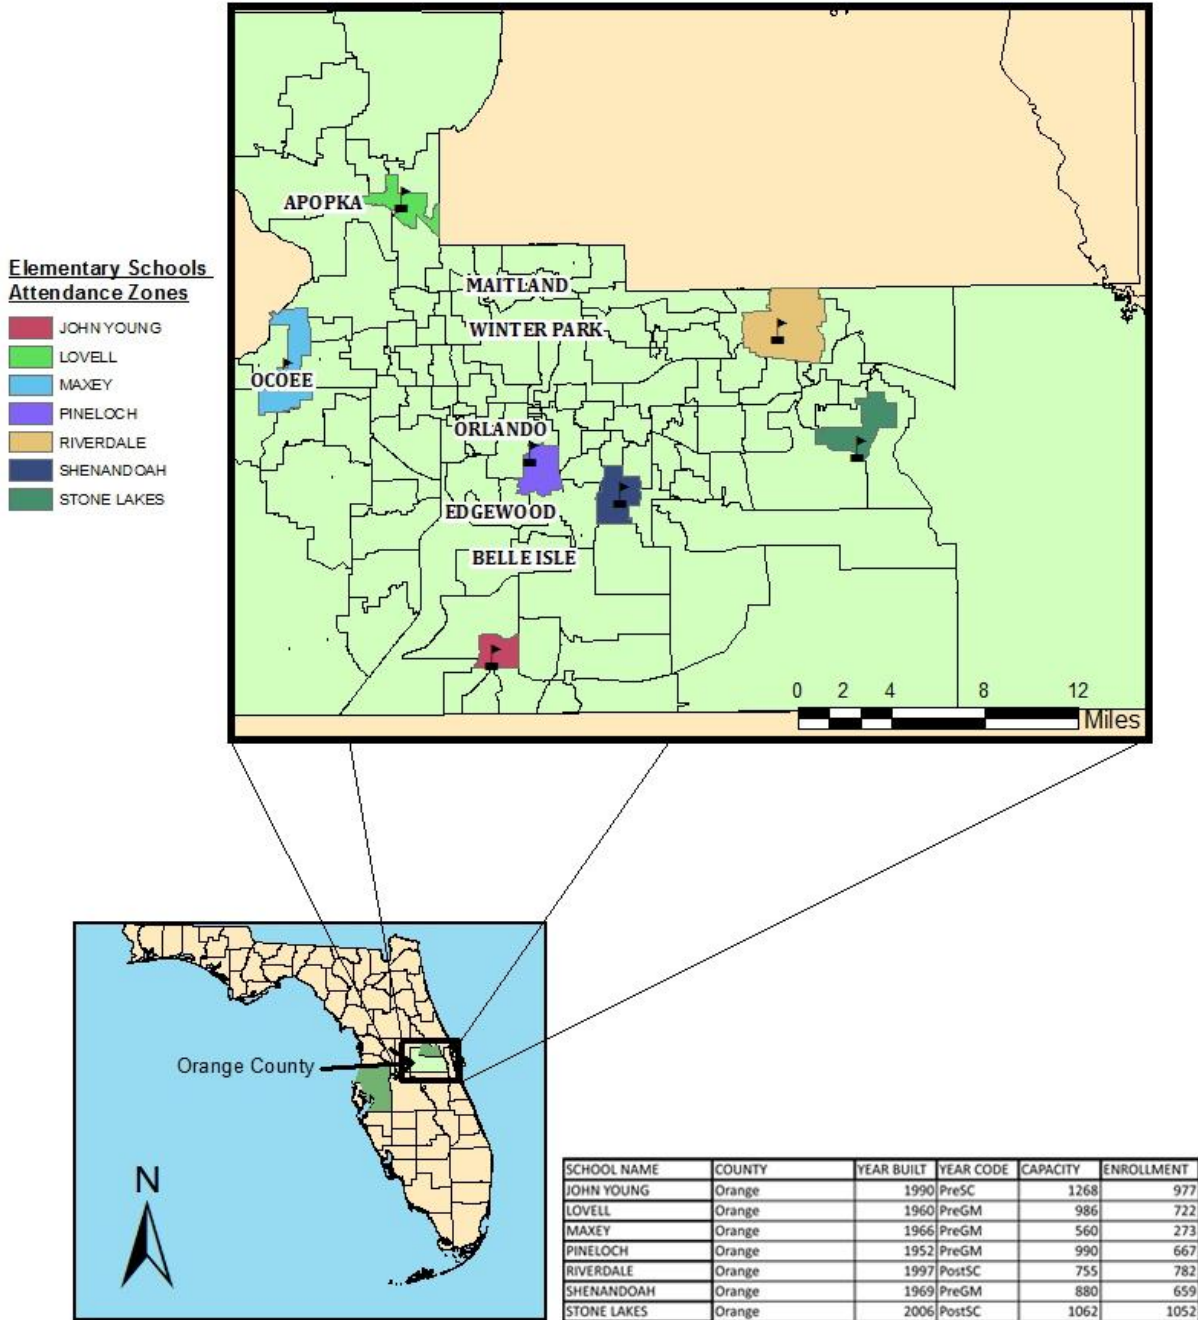 APOPKA
MAITLAND
WINTER PARK
OCOEE
ORLANDO
EDGEWOOD
BELLE ISLE
0 2 4 8 12
Miles
Elementary Schools
Attendance Zones
JOHN YOUNG
LOVELL
MAXEY
PINELOCH
RIVERDALE
SHENANDOAH
STONE LAKES
Orange County
N
SCHOOL NAME COUNTY YEAR BUILT YEAR CODE CAPACITY ENROLLMENT
JOHN YOUNG Orange 1990 PreSC 1268 977
LOVELL Orange 1960 PreGM 986 722
MAXEY Orange 1966 PreGM 560 273
PINELOCH Orange 1952 PreGM 990 667
RIVERDALE Orange 1997 PostSC 755 782
SHENANDOAH Orange 1969 PreGM 880 659
STONE LAKES Orange 2006 PostSC 1062 1052